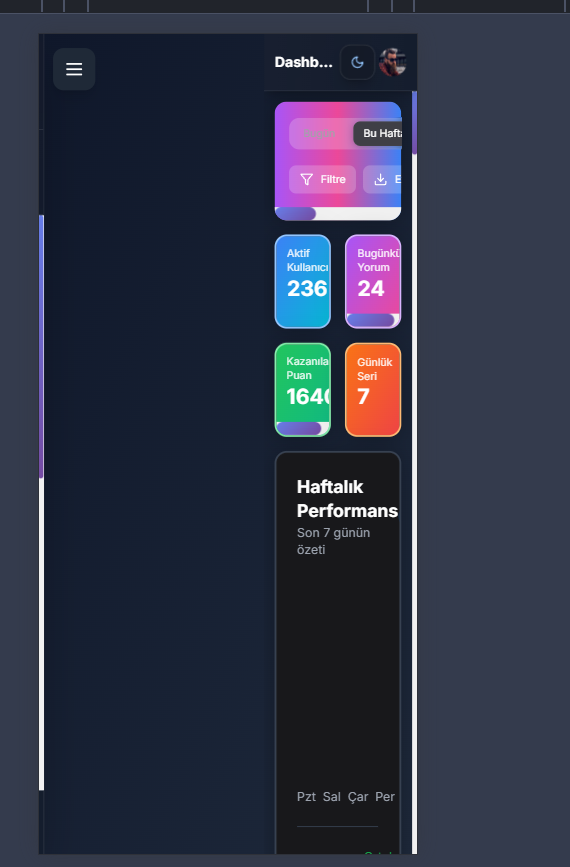 Dashb...
Bugün
Bu Hafta
Filtre
E
Aktif
Kullanıcı
236
Bugünkü
Yorum
24
Kazanıla
Puan
1640
Günlük
Seri
7
Haftalık
Performans
Son 7 günün
özeti
Pzt Sal Çar Per